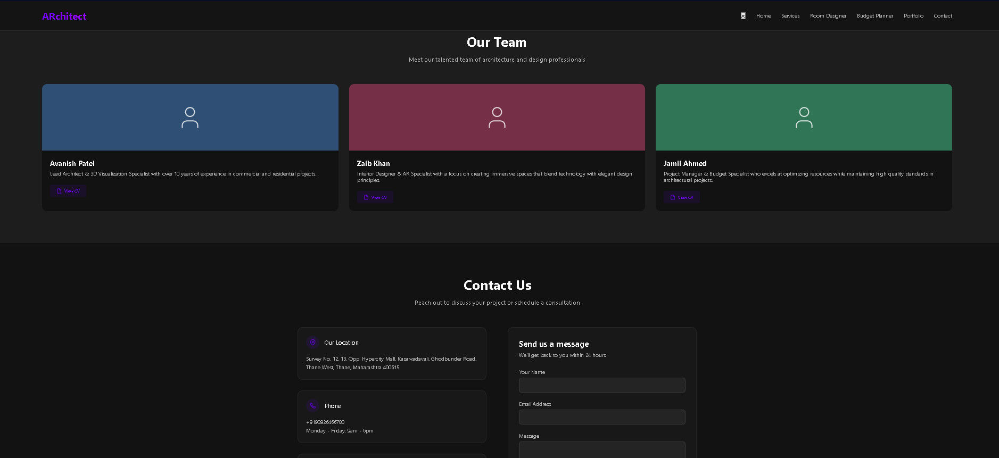 ARchitect
Home Services Room Designer Budget Planner Portfolio Contact
Our Team
Meet our talented team of architecture and design professionals
Avanish Patel
Lead Architect & 3D Visualization Specialist with over 10 years of experience in commercial and residential projects.
View CV
Zaib Khan
Interior Designer & AR Specialist with a focus on creating immersive spaces that blend technology with elegant design
principles.
View CV
Jamil Ahmed
Project Manager & Budget Specialist who excels at optimizing resources while maintaining high quality standards in
architectural projects.
View CV
Contact Us
Reach out to discuss your project or schedule a consultation
Our Location
Survey No. 12, 13. Opp. Hypercity Mall, Kasarvadavali, Ghodbunder Road,
Thane West, Thane, Maharashtra 400615
Phone
+9193926466780
Monday - Friday: 9am - 6pm
Send us a message
We'll get back to you within 24 hours
Your Name
Email Address
Message